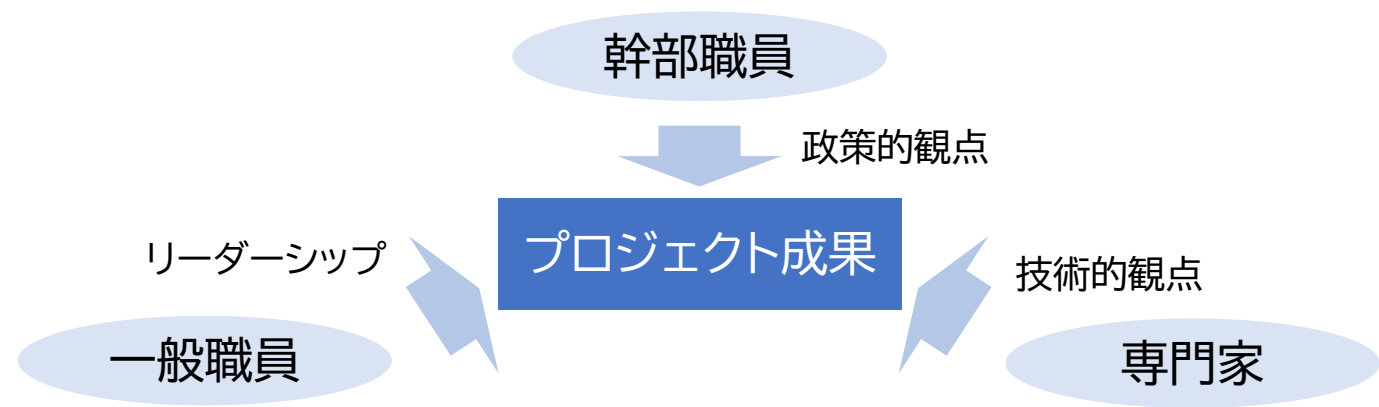 幹部職員
政策的観点
プロジェクト成果
リーダーシップ
技術的観点
一般職員
専門家